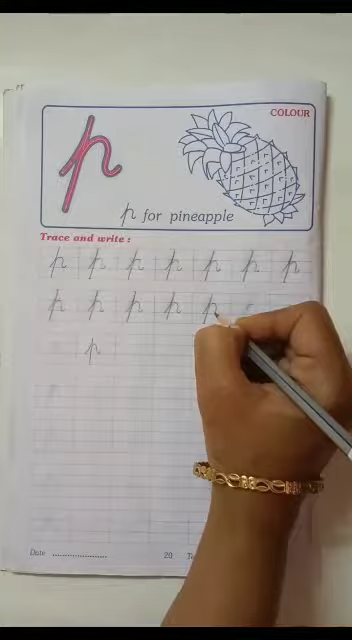 COLOUR
p
p for pineapple
Trace and write :
p p p p p p p
p p p p p
p
Date ......................
20